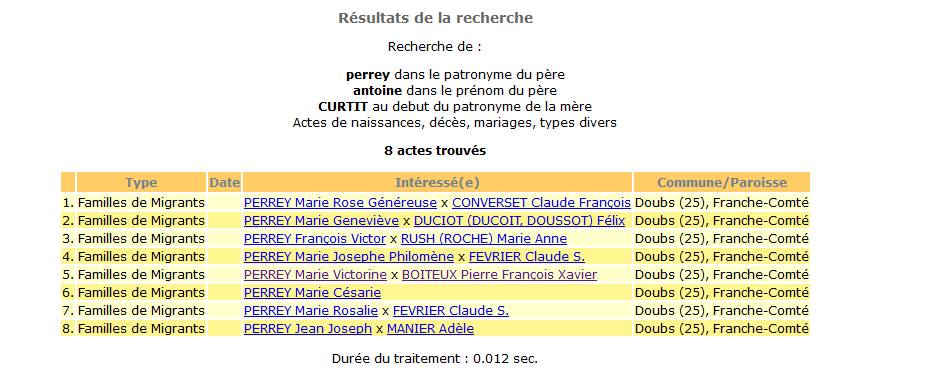 Résultats de la recherche
Recherche de :
perrey dans le patronyme du père
antoine dans le prénom du père
CURTIT au debut du patronyme de la mère
Actes de naissances, décès, mariages, types divers
8 actes trouvés
Type Date Intéressé(e) Commune/Paroisse
1. Familles de Migrants PERREY Marie Rose Généreuse x CONVERSET Claude François Doubs (25), Franche-Comté
2. Familles de Migrants PERREY Marie Geneviève x DUCIOT (DUCOIT, DOUSSOT) Félix Doubs (25), Franche-Comté
3. Familles de Migrants PERREY François Victor x RUSH (ROCHE) Marie Anne Doubs (25), Franche-Comté
4. Familles de Migrants PERREY Marie Josephe Philomène x FEVRIER Claude S. Doubs (25), Franche-Comté
5. Familles de Migrants PERREY Marie Victorine x BOITEUX Pierre François Xavier Doubs (25), Franche-Comté
6. Familles de Migrants PERREY Marie Césarie Doubs (25), Franche-Comté
7. Familles de Migrants PERREY Marie Rosalie x FEVRIER Claude S. Doubs (25), Franche-Comté
8. Familles de Migrants PERREY Jean Joseph x MANIER Adèle Doubs (25), Franche-Comté
Durée du traitement : 0.012 sec.